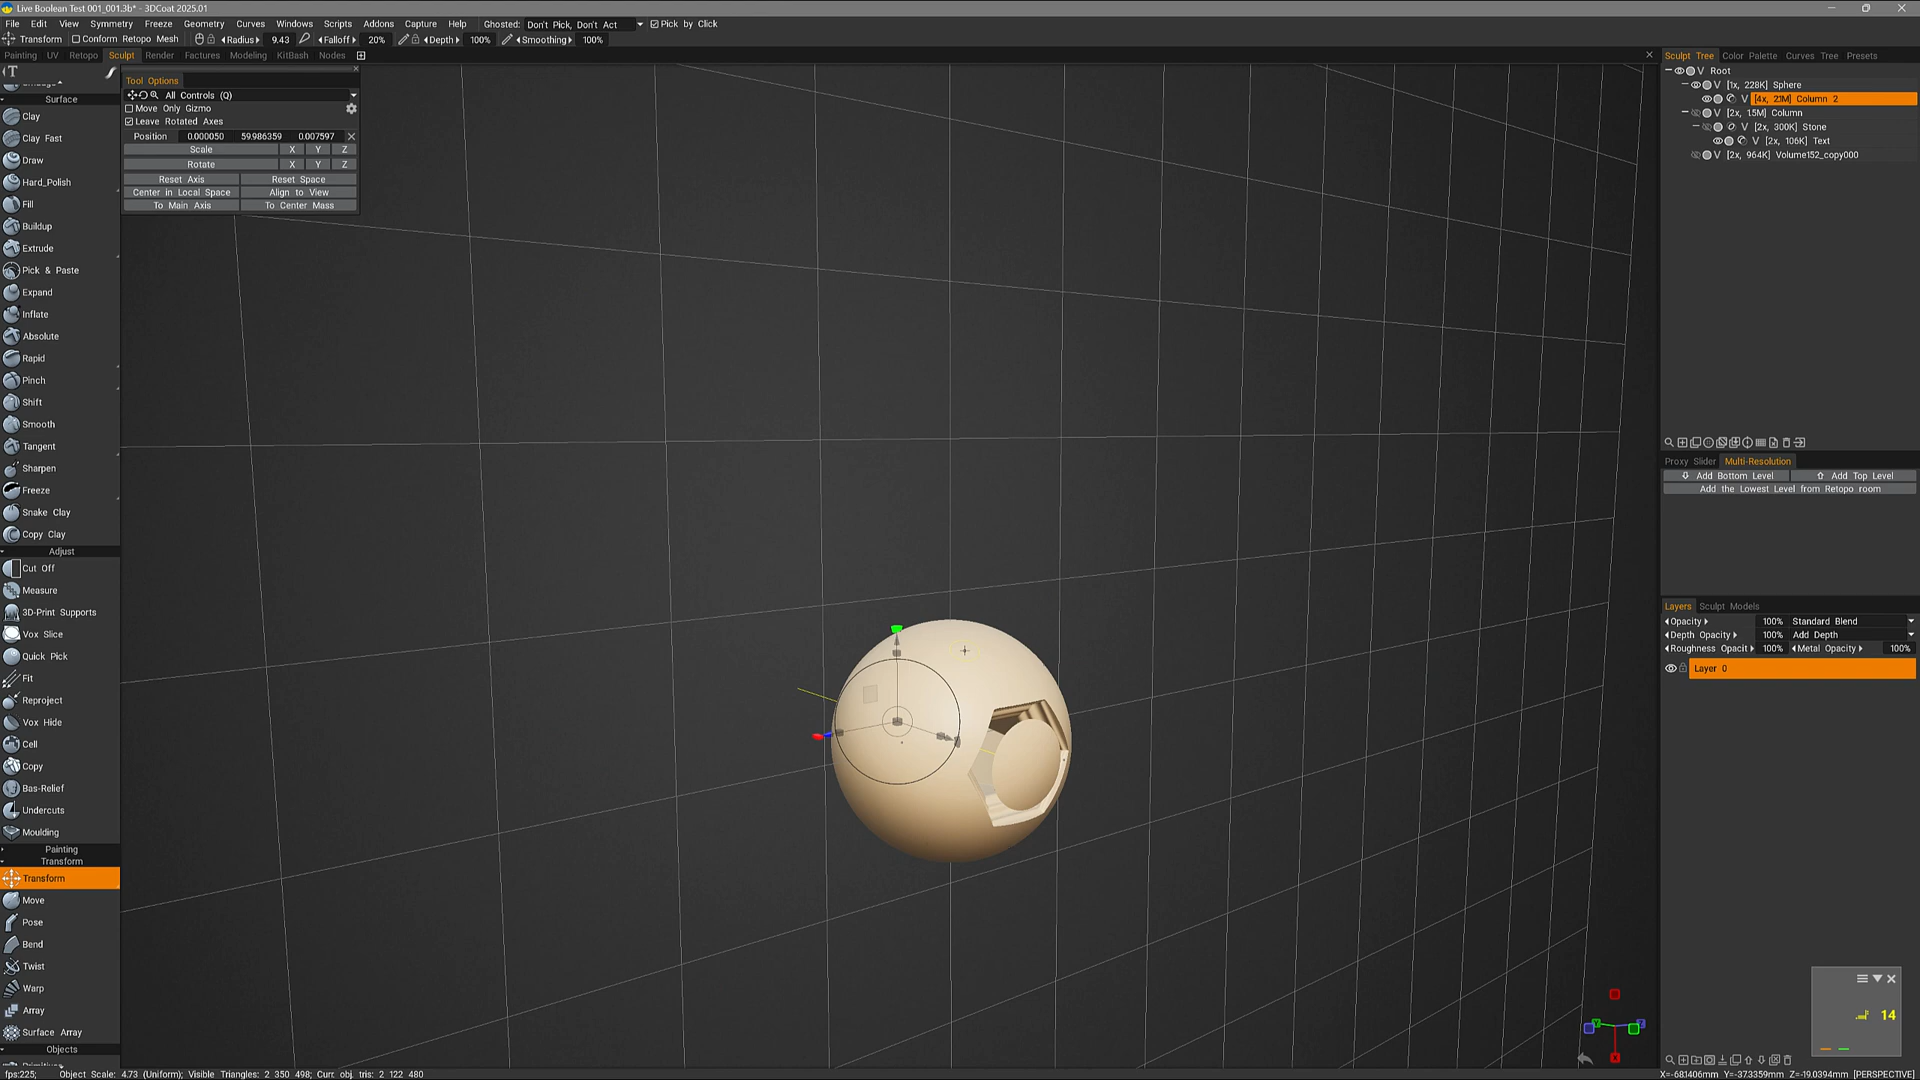 Live Boolean Test 001_001.3b* - 3DCoat 2025.01
File Edit View Symmetry Freeze Geometry Curves Windows Scripts Addons Capture Help Ghosted: Don't Pick, Don't Act Pick by Click
Transform Conform Retopo Mesh Radius 9.43 Falloff 20% Depth 100% Smoothing 100%
Painting UV Retopo Sculpt Render Factures Modeling KitBash Nodes
Tool Options
All Controls (Q)
Move Only Gizmo
Leave Rotated Axes
Position 0.000050 59.986359 0.007597
Scale X Y Z
Rotate X Y Z
Reset Axis Reset Space
Center in Local Space Align to View
To Main Axis To Center Mass
Surface
Clay
Clay Fast
Draw
Hard_Polish
Fill
Buildup
Extrude
Pick & Paste
Expand
Inflate
Absolute
Rapid
Pinch
Shift
Smooth
Tangent
Sharpen
Freeze
Snake Clay
Copy Clay
Adjust
Cut Off
Measure
3D-Print Supports
Vox Slice
Quick Pick
Fit
Reproject
Vox Hide
Cell
Copy
Bas-Relief
Undercuts
Moulding
Painting
Transform
Transform
Move
Pose
Bend
Twist
Warp
Array
Surface Array
Objects
Sculpt Tree Color Palette Curves Tree Presets
V Root
V [1x, 228K] Sphere
V [4x, 2.1M] Column 2
V [2x, 1.5M] Column
V [2x, 300K] Stone
V [2x, 106K] Text
V [2x, 964K] Volume152_copy000
Proxy Slider Multi-Resolution
Add Bottom Level Add Top Level
Add the Lowest Level from Retopo room
Layers Sculpt Models
Opacity 100% Standard Blend
Depth Opacity 100% Add Depth
Roughness Opacit 100% Metal Opacity 100%
Layer 0
14
fps:225; Object Scale: 4.73 (Uniform); Visible Triangles: 2 350 498; Curr. obj. tris: 2 122 480
X=-68.1406mm Y=-37.3359mm Z=-19.0394mm [PERSPECTIVE]